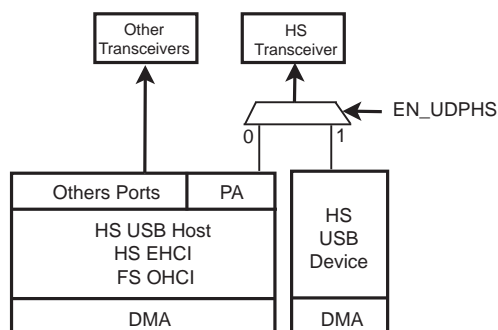 Other
Transceivers
HS
Transceiver
EN_UDPHS
0
1
Others Ports
PA
HS USB Host
HS EHCI
FS OHCI
DMA
HS
USB
Device
DMA